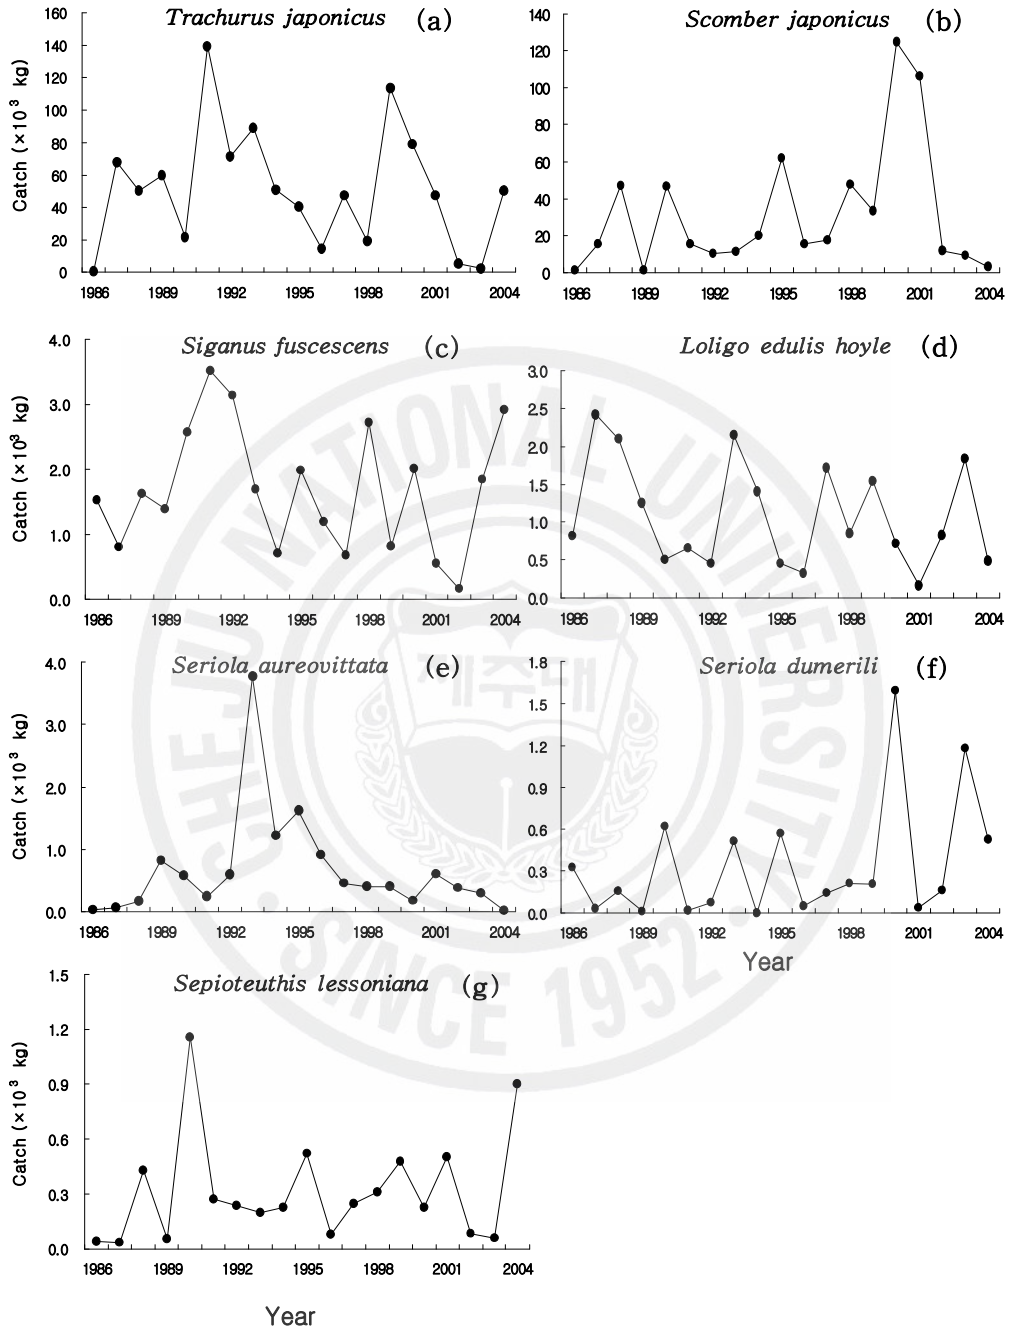 Trachurus japonicus (a)
Catch (×10³ kg)
160
140
120
100
80
60
40
20
0
1986 1989 1992 1995 1998 2001 2004
Scomber japonicus (b)
140
120
100
80
60
40
20
0
1986 1989 1992 1995 1998 2001 2004
Siganus fuscescens (c)
Catch (×10³ kg)
4.0
3.0
2.0
1.0
0.0
1986 1989 1992 1995 1998 2001 2004
Loligo edulis hoyle (d)
3.0
2.5
2.0
1.5
1.0
0.5
0.0
1986 1989 1992 1995 1998 2001 2004
Seriola aureovittata (e)
Catch (×10³ kg)
4.0
3.0
2.0
1.0
0.0
1986 1989 1992 1995 1998 2001 2004
Seriola dumerili (f)
1.8
1.5
1.2
0.9
0.6
0.3
0.0
1986 1989 1992 1995 1998 2001 2004
Year
Sepioteuthis lessoniana (g)
Catch (×10³ kg)
1.5
1.2
0.9
0.6
0.3
0.0
1986 1989 1992 1995 1998 2001 2004
Year
CHEJU NATIONAL UNIVERSITY
제주대
SINCE 1952